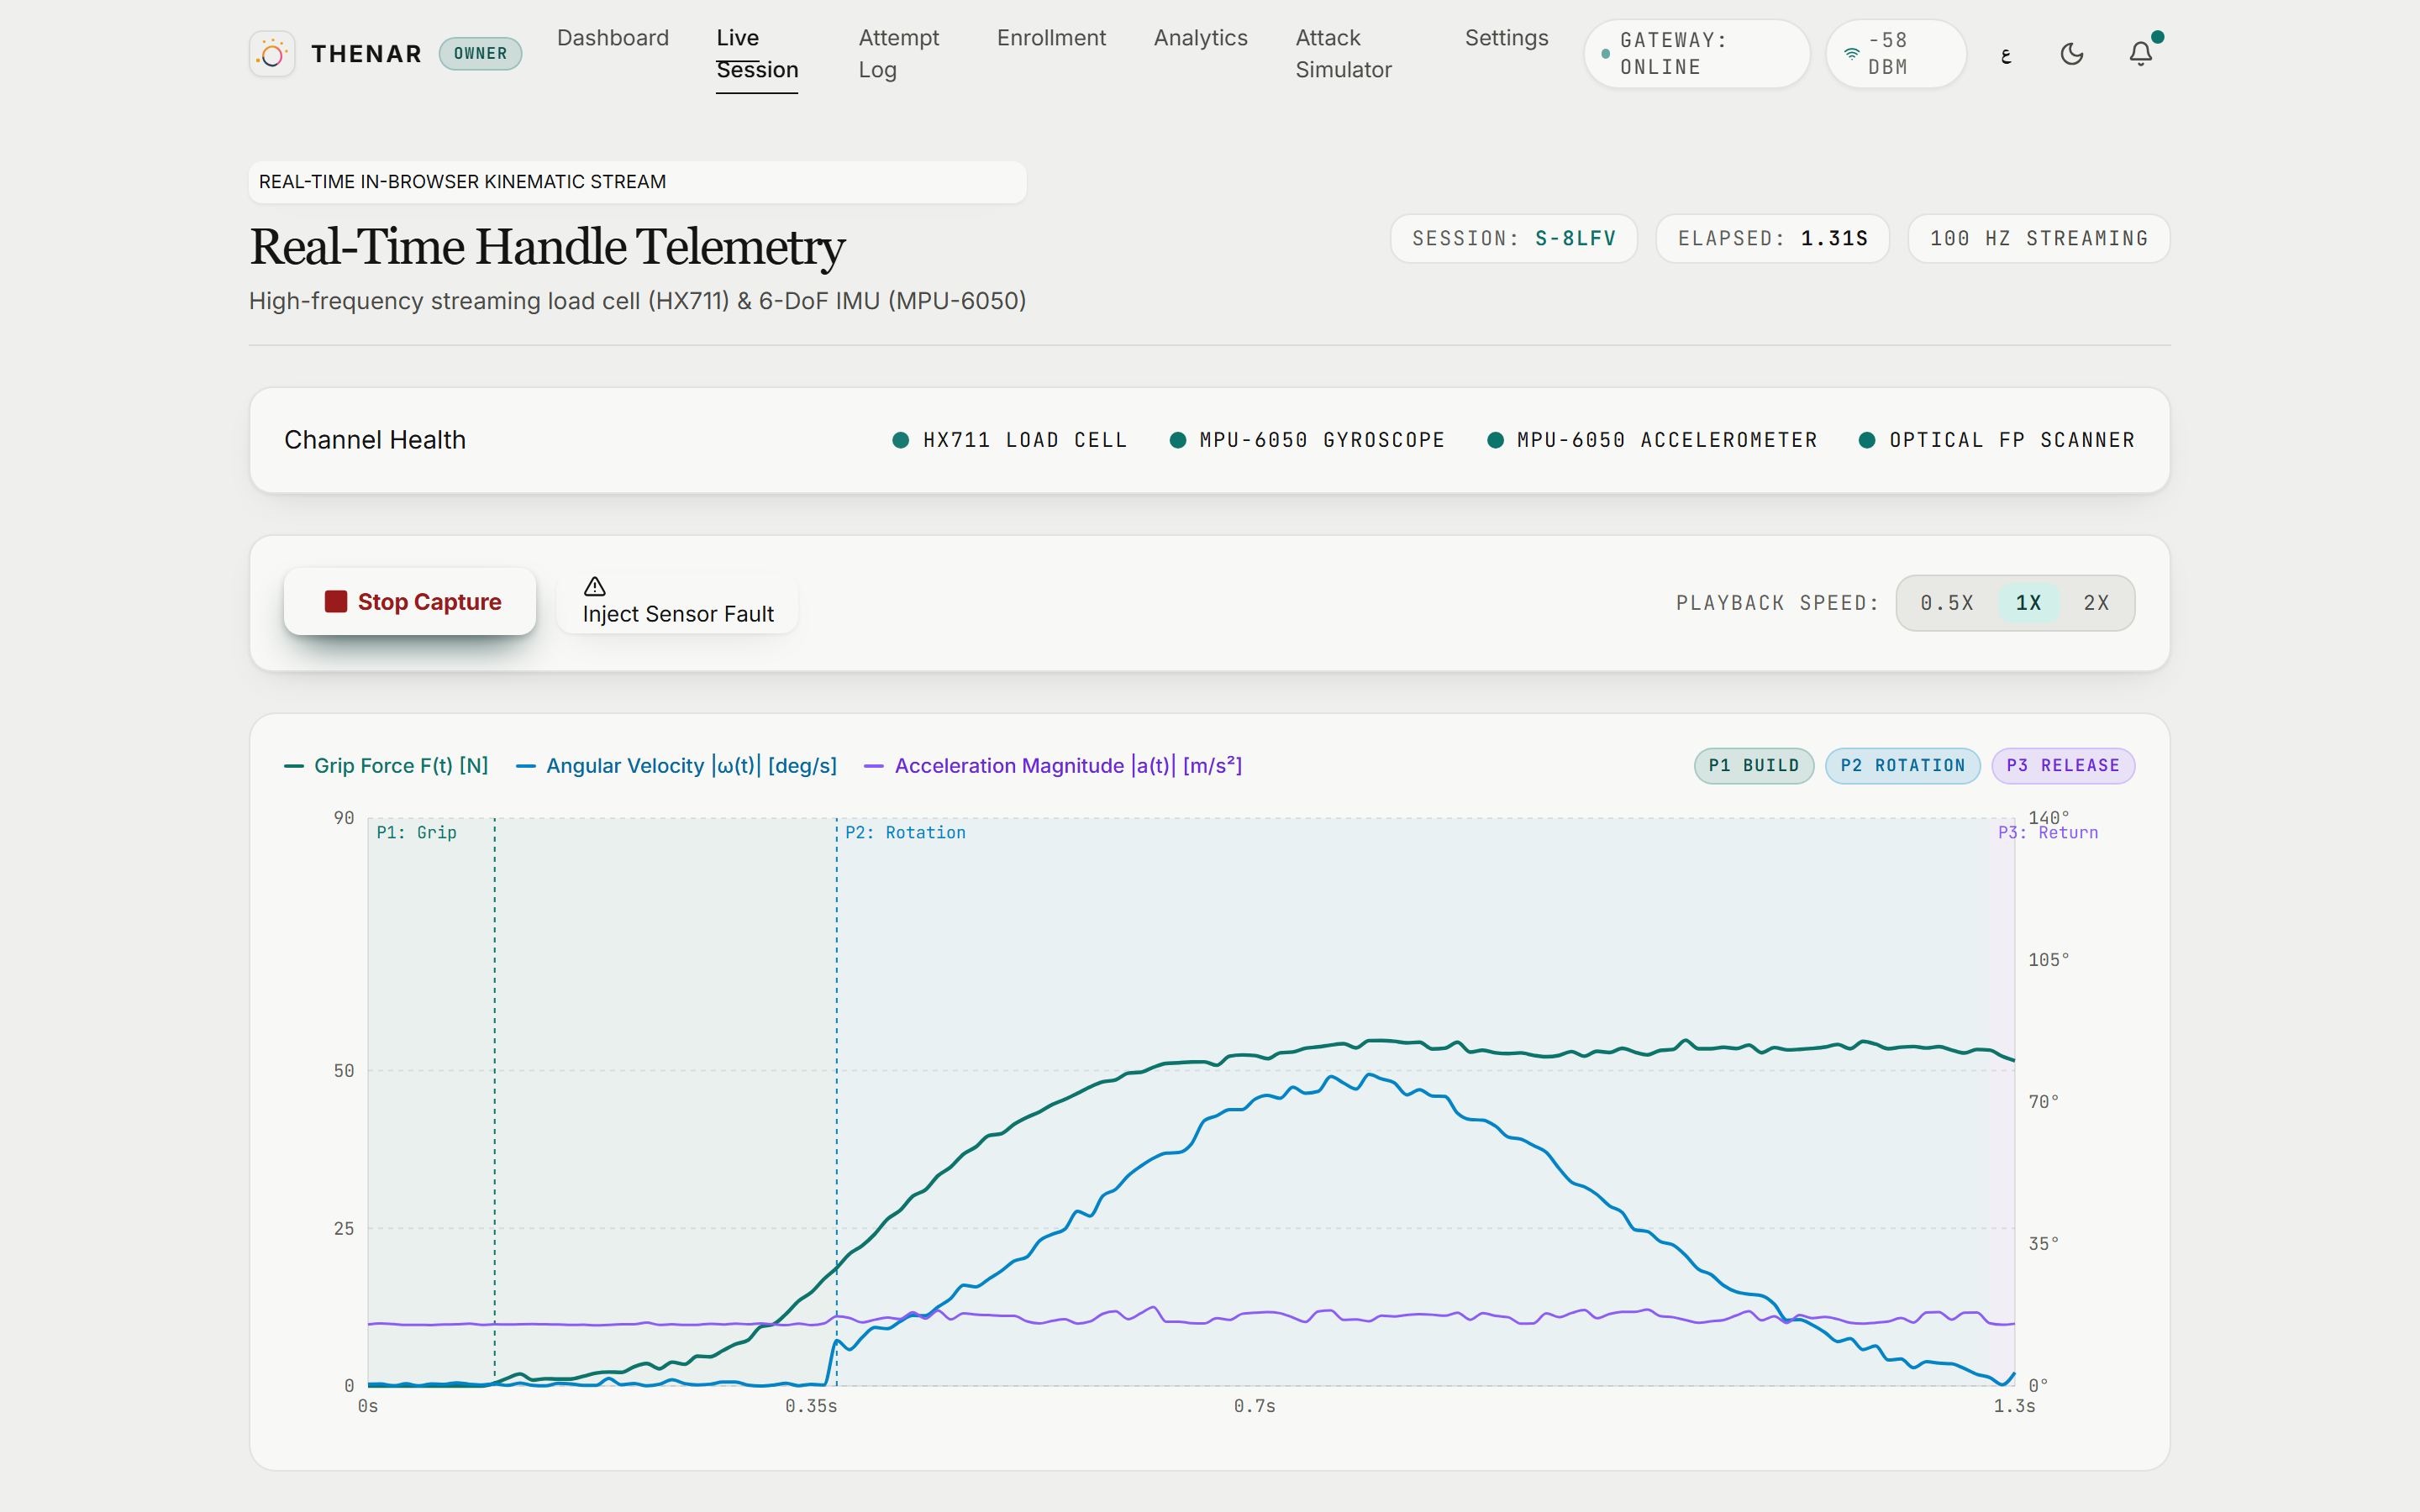 THENAR
OWNER
Dashboard
Live
Session
Attempt
Log
Enrollment
Analytics
Attack
Simulator
Settings
GATEWAY:
ONLINE
-58
DBM
ع
REAL-TIME IN-BROWSER KINEMATIC STREAM
Real-Time Handle Telemetry
High-frequency streaming load cell (HX711) & 6-DoF IMU (MPU-6050)
SESSION: S-8LFV
ELAPSED: 1.31S
100 HZ STREAMING
Channel Health
HX711 LOAD CELL
MPU-6050 GYROSCOPE
MPU-6050 ACCELEROMETER
OPTICAL FP SCANNER
Stop Capture
Inject Sensor Fault
PLAYBACK SPEED:
0.5X
1X
2X
Grip Force F(t) [N]
Angular Velocity |ω(t)| [deg/s]
Acceleration Magnitude |a(t)| [m/s²]
P1 BUILD
P2 ROTATION
P3 RELEASE
90
50
25
0
P1: Grip
P2: Rotation
P3: Return
140°
105°
70°
35°
0°
0s
0.35s
0.7s
1.3s